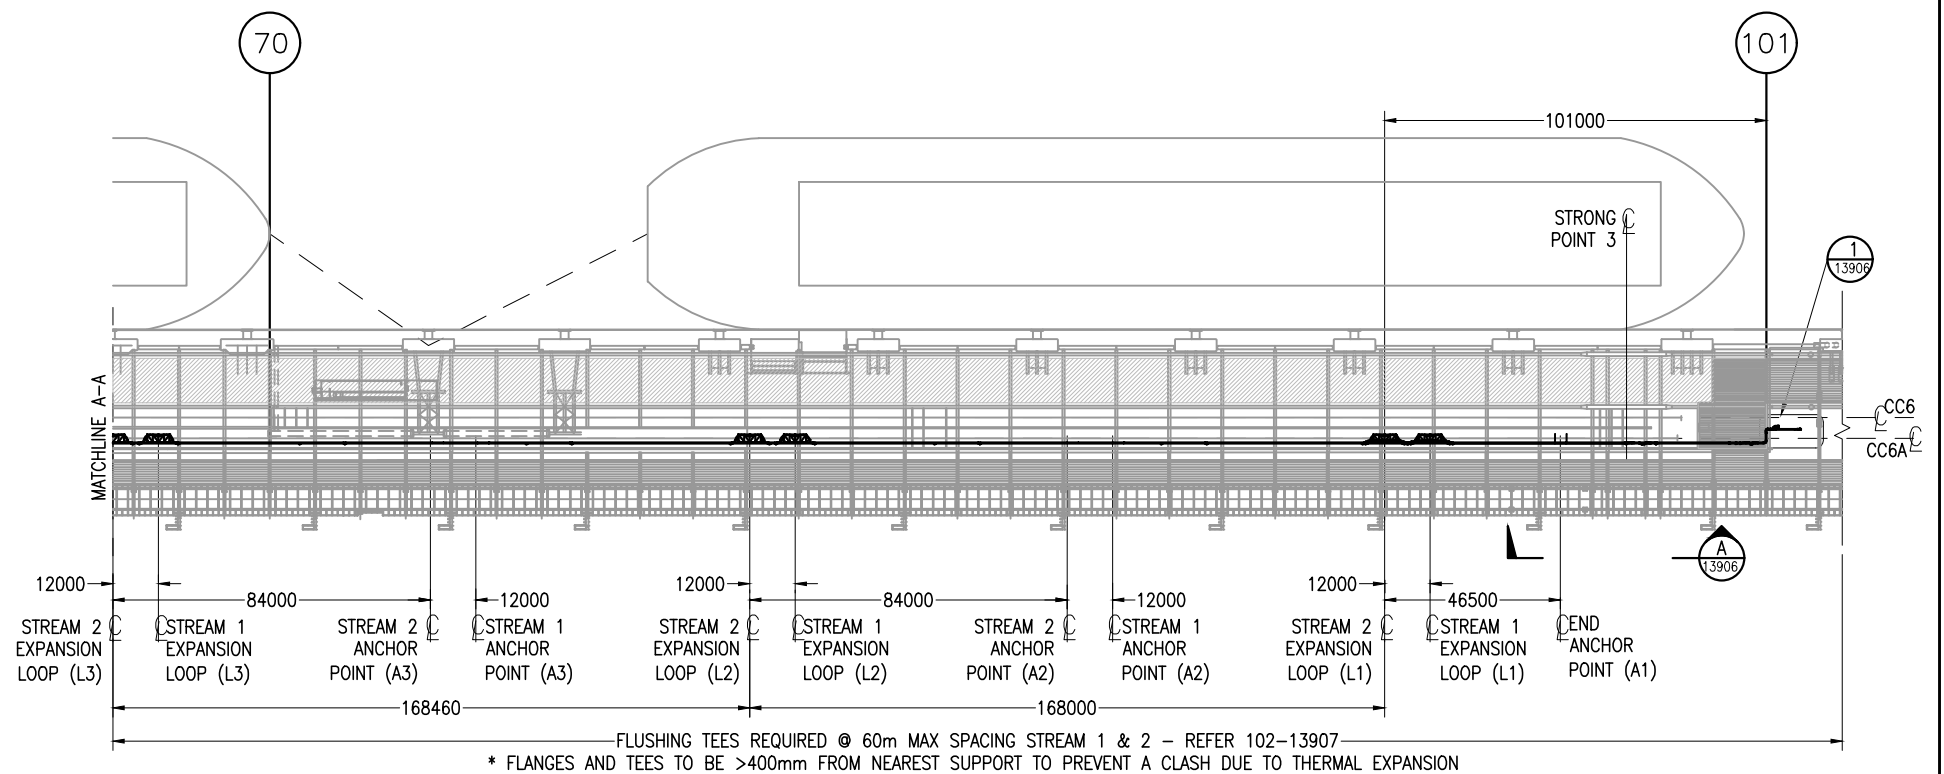 70
101
101000
STRONG
POINT 3
1
13906
MATCHLINE A-A
CC6
CC6A
A
13906
12000
84000
12000
12000
84000
12000
12000
46500
STREAM 2
EXPANSION
LOOP (L3)
STREAM 1
EXPANSION
LOOP (L3)
STREAM 2
ANCHOR
POINT (A3)
STREAM 1
ANCHOR
POINT (A3)
STREAM 2
EXPANSION
LOOP (L2)
STREAM 1
EXPANSION
LOOP (L2)
STREAM 2
ANCHOR
POINT (A2)
STREAM 1
ANCHOR
POINT (A2)
STREAM 2
EXPANSION
LOOP (L1)
STREAM 1
EXPANSION
LOOP (L1)
END
ANCHOR
POINT (A1)
168460
168000
FLUSHING TEES REQUIRED @ 60m MAX SPACING STREAM 1 & 2 - REFER 102-13907
* FLANGES AND TEES TO BE >400mm FROM NEAREST SUPPORT TO PREVENT A CLASH DUE TO THERMAL EXPANSION